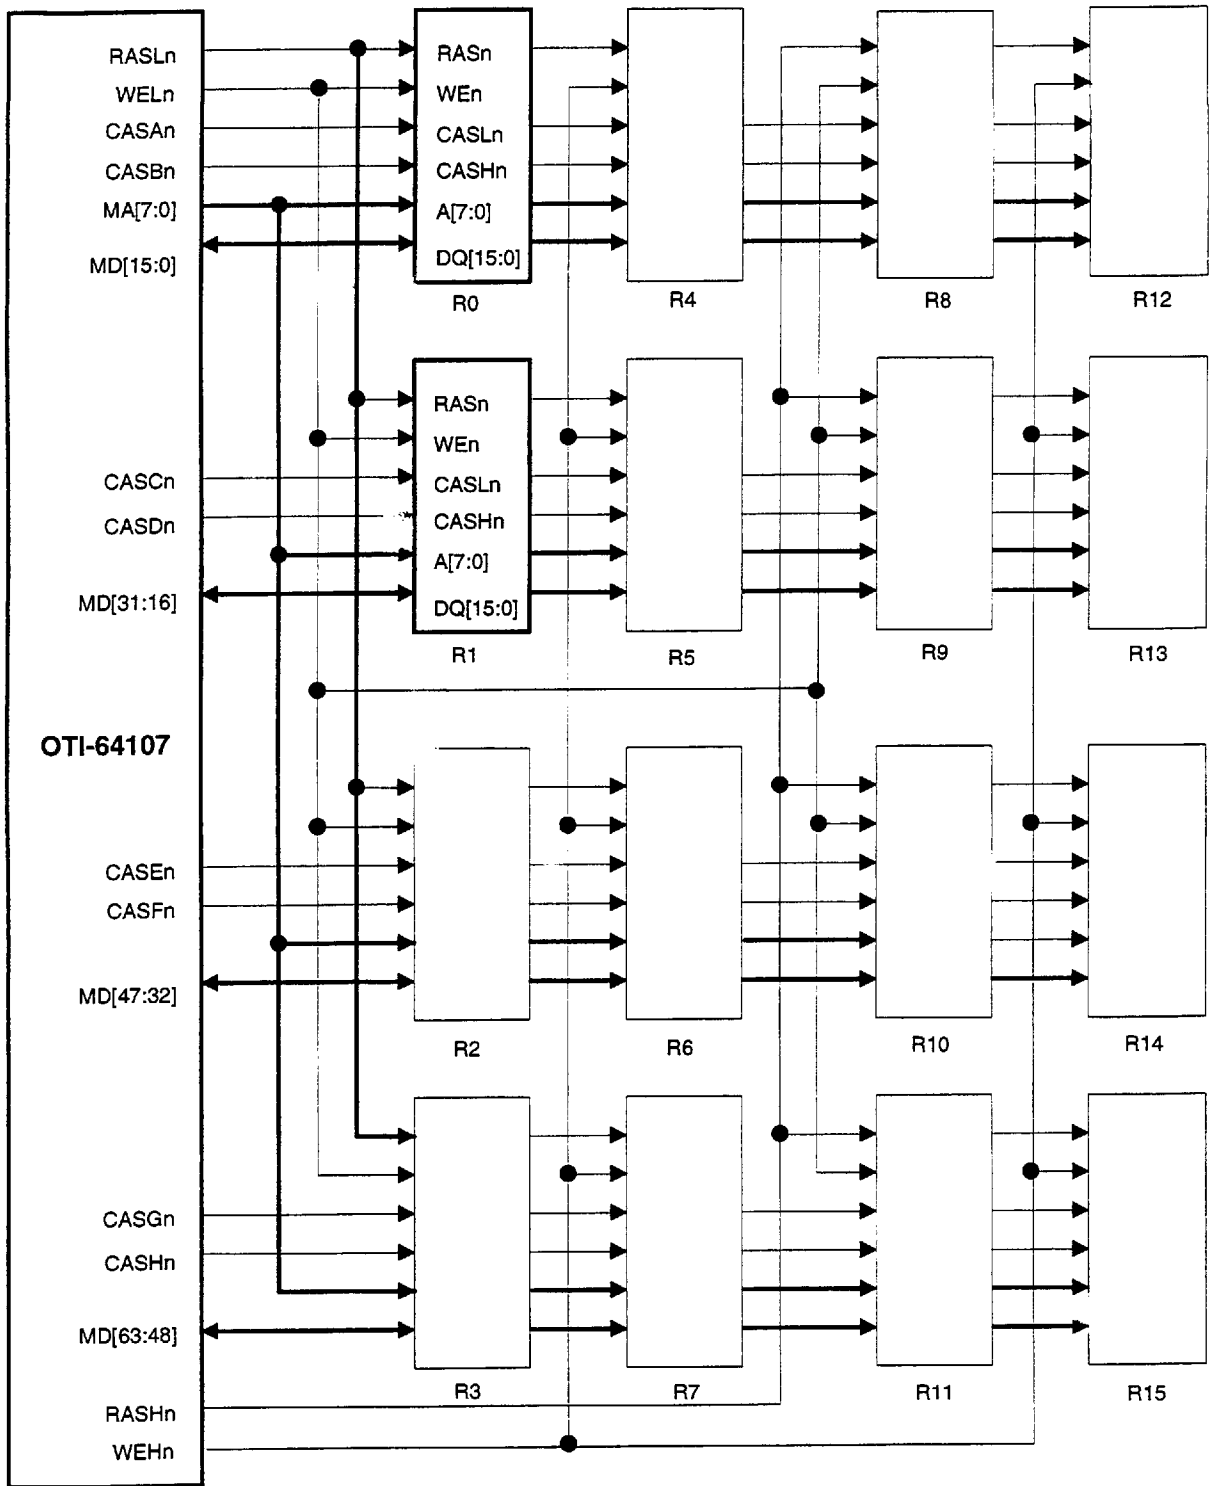 RASLn
WELn
CASAn
CASBn
MA[7:0]
MD[15:0]
RASn
WEn
CASLn
CASHn
A[7:0]
DQ[15:0]
R0
R4
R8
R12
CASCn
CASDn
MD[31:16]
RASn
WEn
CASLn
CASHn
A[7:0]
DQ[15:0]
R1
R5
R9
R13
OTI-64107
CASEn
CASFn
MD[47:32]
R2
R6
R10
R14
CASGn
CASHn
MD[63:48]
R3
R7
R11
R15
RASHn
WEHn